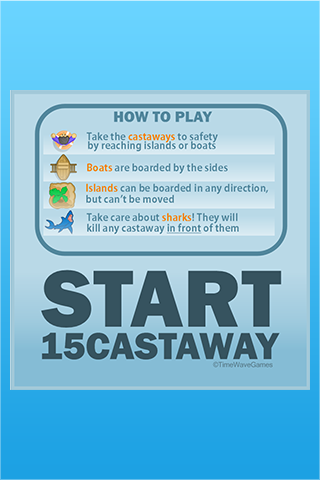 HOW TO PLAY
Take the castaways to safety
by reaching islands or boats
Boats are boarded by the sides
Islands can be boarded in any direction,
but can't be moved
Take care about sharks! They will
kill any castaway in front of them
START
15CASTAWAY
©TimeWaveGames